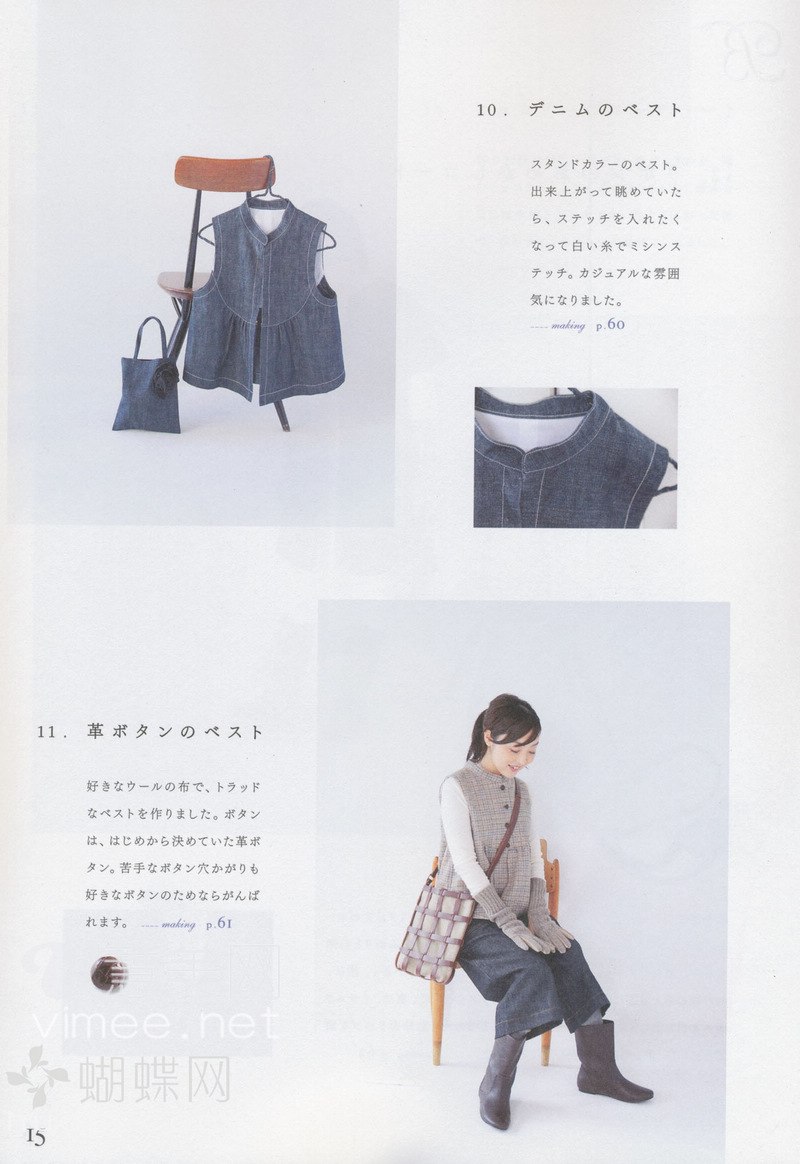 10. デニムのベスト
スタンドカラーのベスト。
出来上がって眺めていた
ら、ステッチを入れたく
なって白い糸でミシンス
テッチ。カジュアルな雰囲
気になりました。
---- making p.60
11. 革ボタンのベスト
好きなウールの布で、トラッド
なベストを作りました。ボタン
は、はじめから決めていた革ボ
タン。苦手なボタン穴かがりも
好きなボタンのためならがんば
れます。 ---- making p.61
vimee.net
蝴蝶网
15